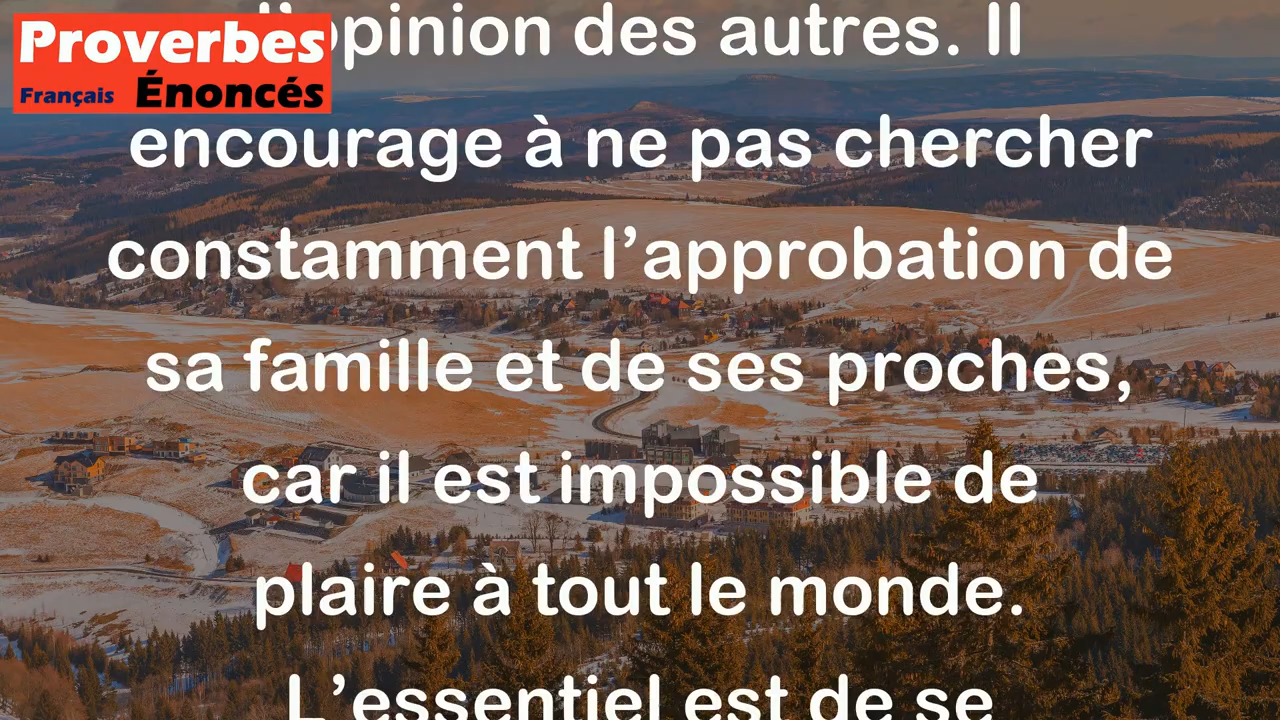 Proverbes
Français Énoncés
l'opinion des autres. Il
encourage à ne pas chercher
constamment l’approbation de
sa famille et de ses proches,
car il est impossible de
plaire à tout le monde.
L’essentiel est de se